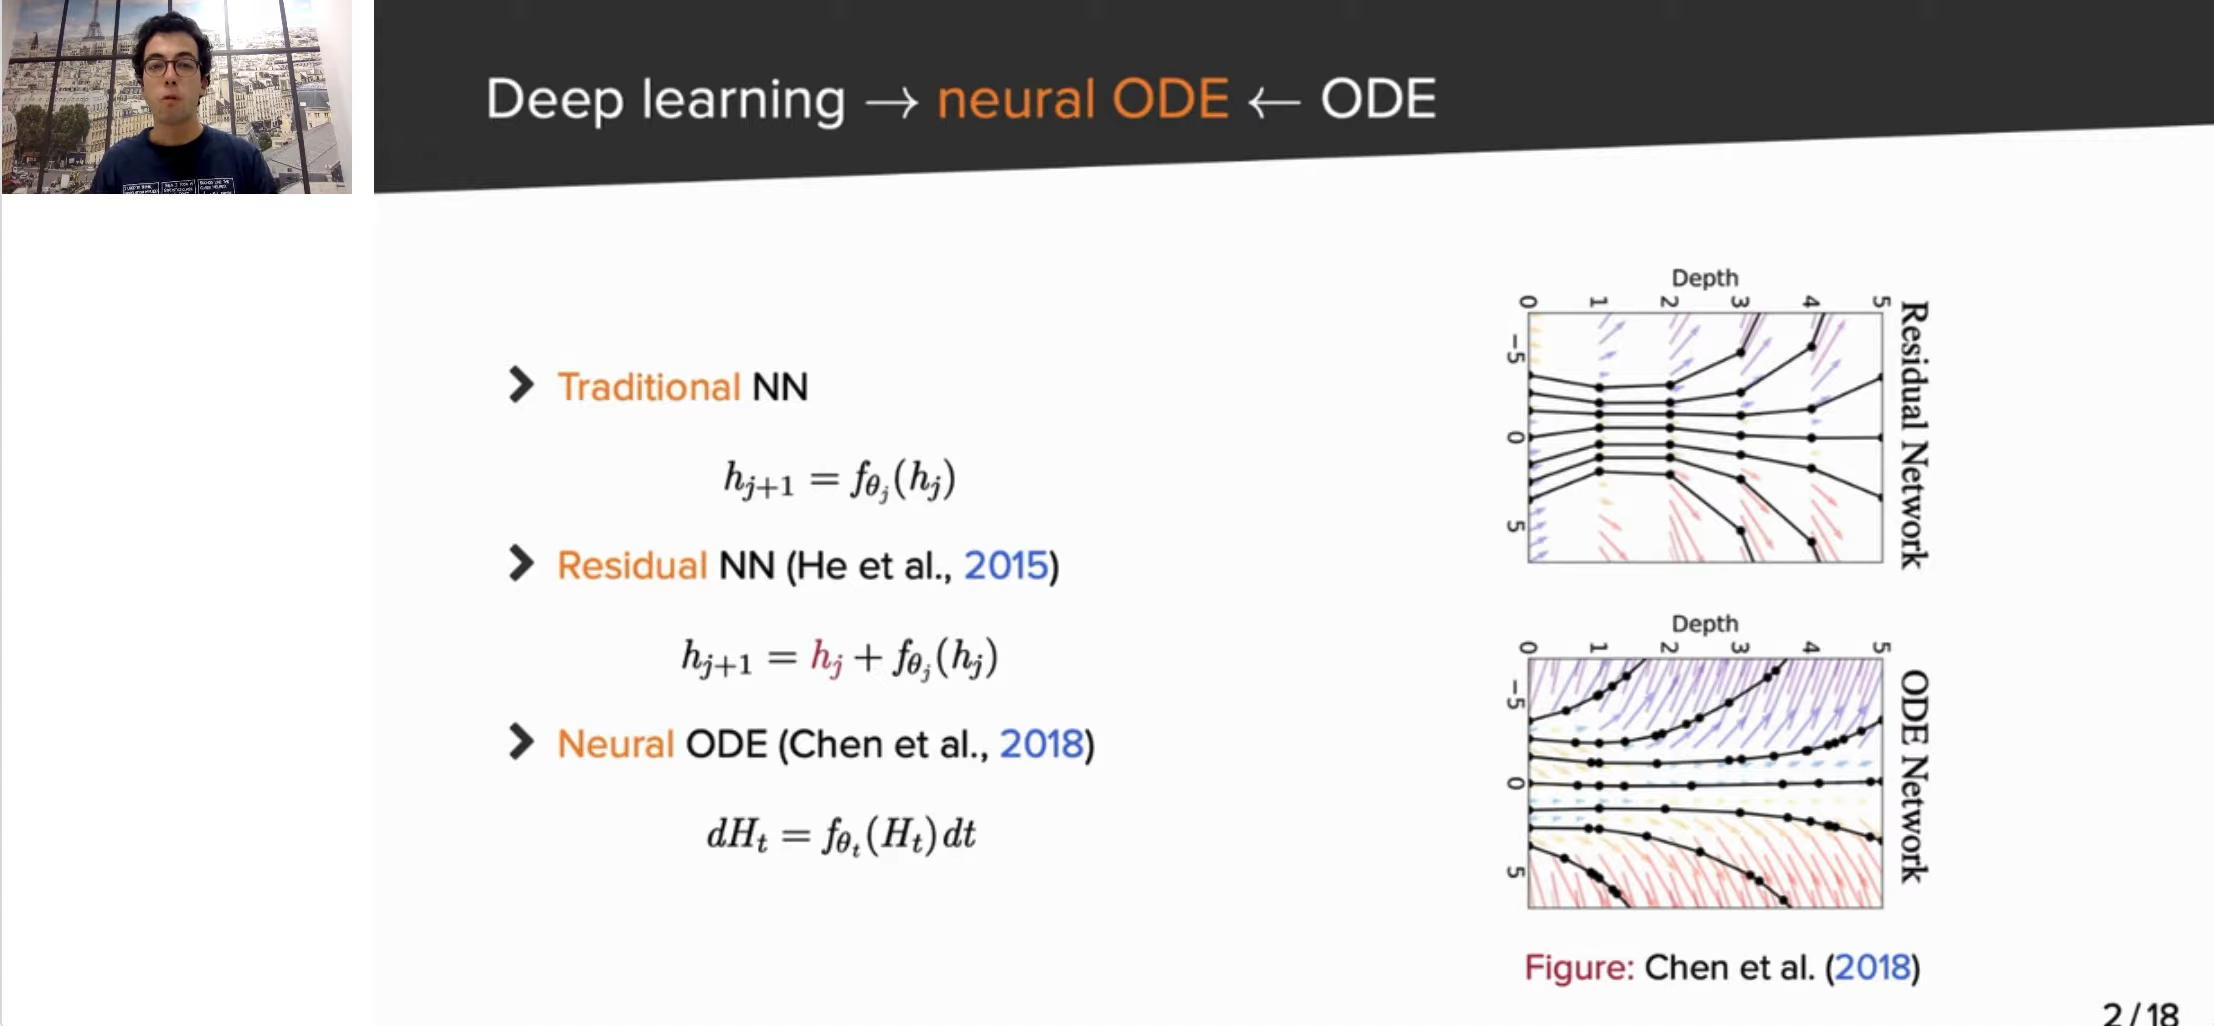 Deep learning → neural ODE ← ODE
Traditional NN
h_{j+1} = f_{θ_j}(h_j)
Residual NN (He et al., 2015)
h_{j+1} = h_j + f_{θ_j}(h_j)
Neural ODE (Chen et al., 2018)
dH_t = f_{θ_t}(H_t)dt
Depth
0 1 2 3 4 5
−5
0
5
Residual Network
Depth
0 1 2 3 4 5
−5
0
5
ODE Network
Figure: Chen et al. (2018)
2/18